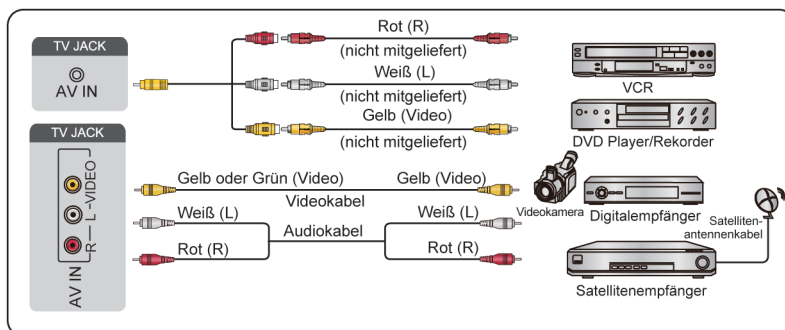 TV JACK
AV IN
Rot (R)
(nicht mitgeliefert)
Weiß (L)
(nicht mitgeliefert)
Gelb (Video)
(nicht mitgeliefert)
VCR
DVD Player/Rekorder
TV JACK
AV IN
R — L -VIDEO
Gelb oder Grün (Video)
Gelb (Video)
Videokabel
Weiß (L)
Weiß (L)
Audiokabel
Rot (R)
Rot (R)
Videokamera
Digitalempfänger
Satelliten-
antennenkabel
Satellitenempfänger